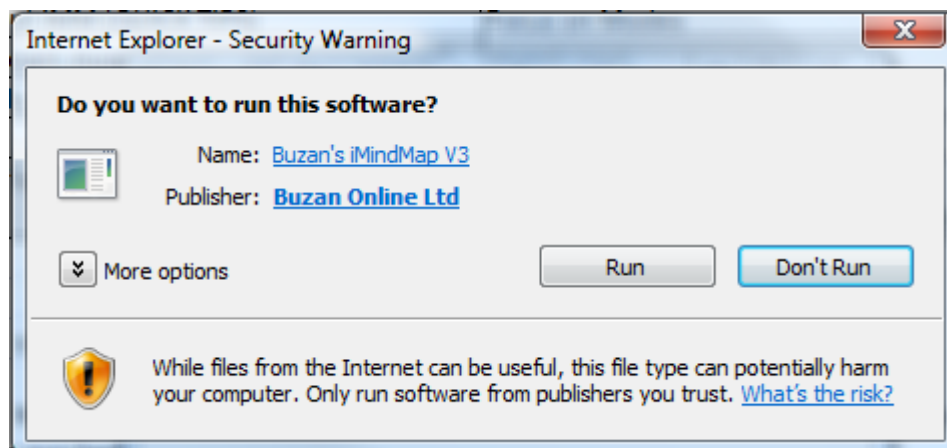 Internet Explorer - Security Warning
Do you want to run this software?
Name: Buzan's iMindMap V3
Publisher: Buzan Online Ltd
More options
Run
Don't Run
While files from the Internet can be useful, this file type can potentially harm
your computer. Only run software from publishers you trust. What's the risk?